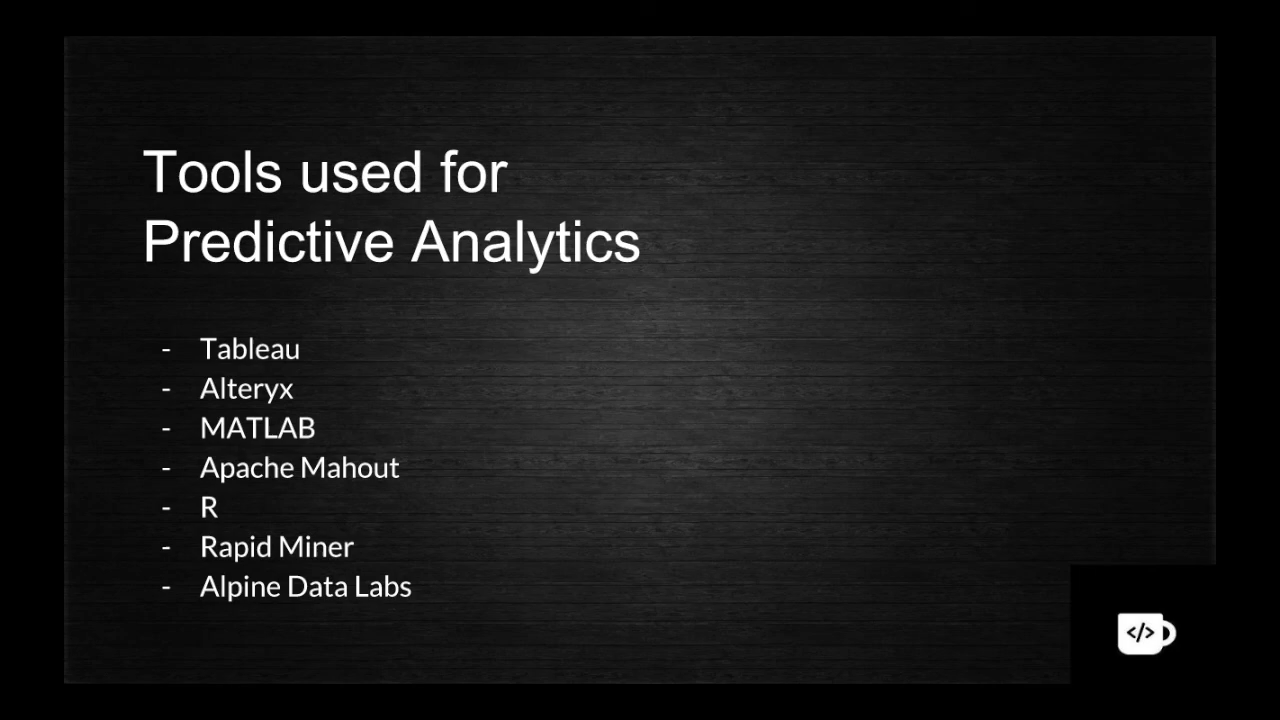 Tools used for
Predictive Analytics
- Tableau
- Alteryx
- MATLAB
- Apache Mahout
- R
- Rapid Miner
- Alpine Data Labs
</>